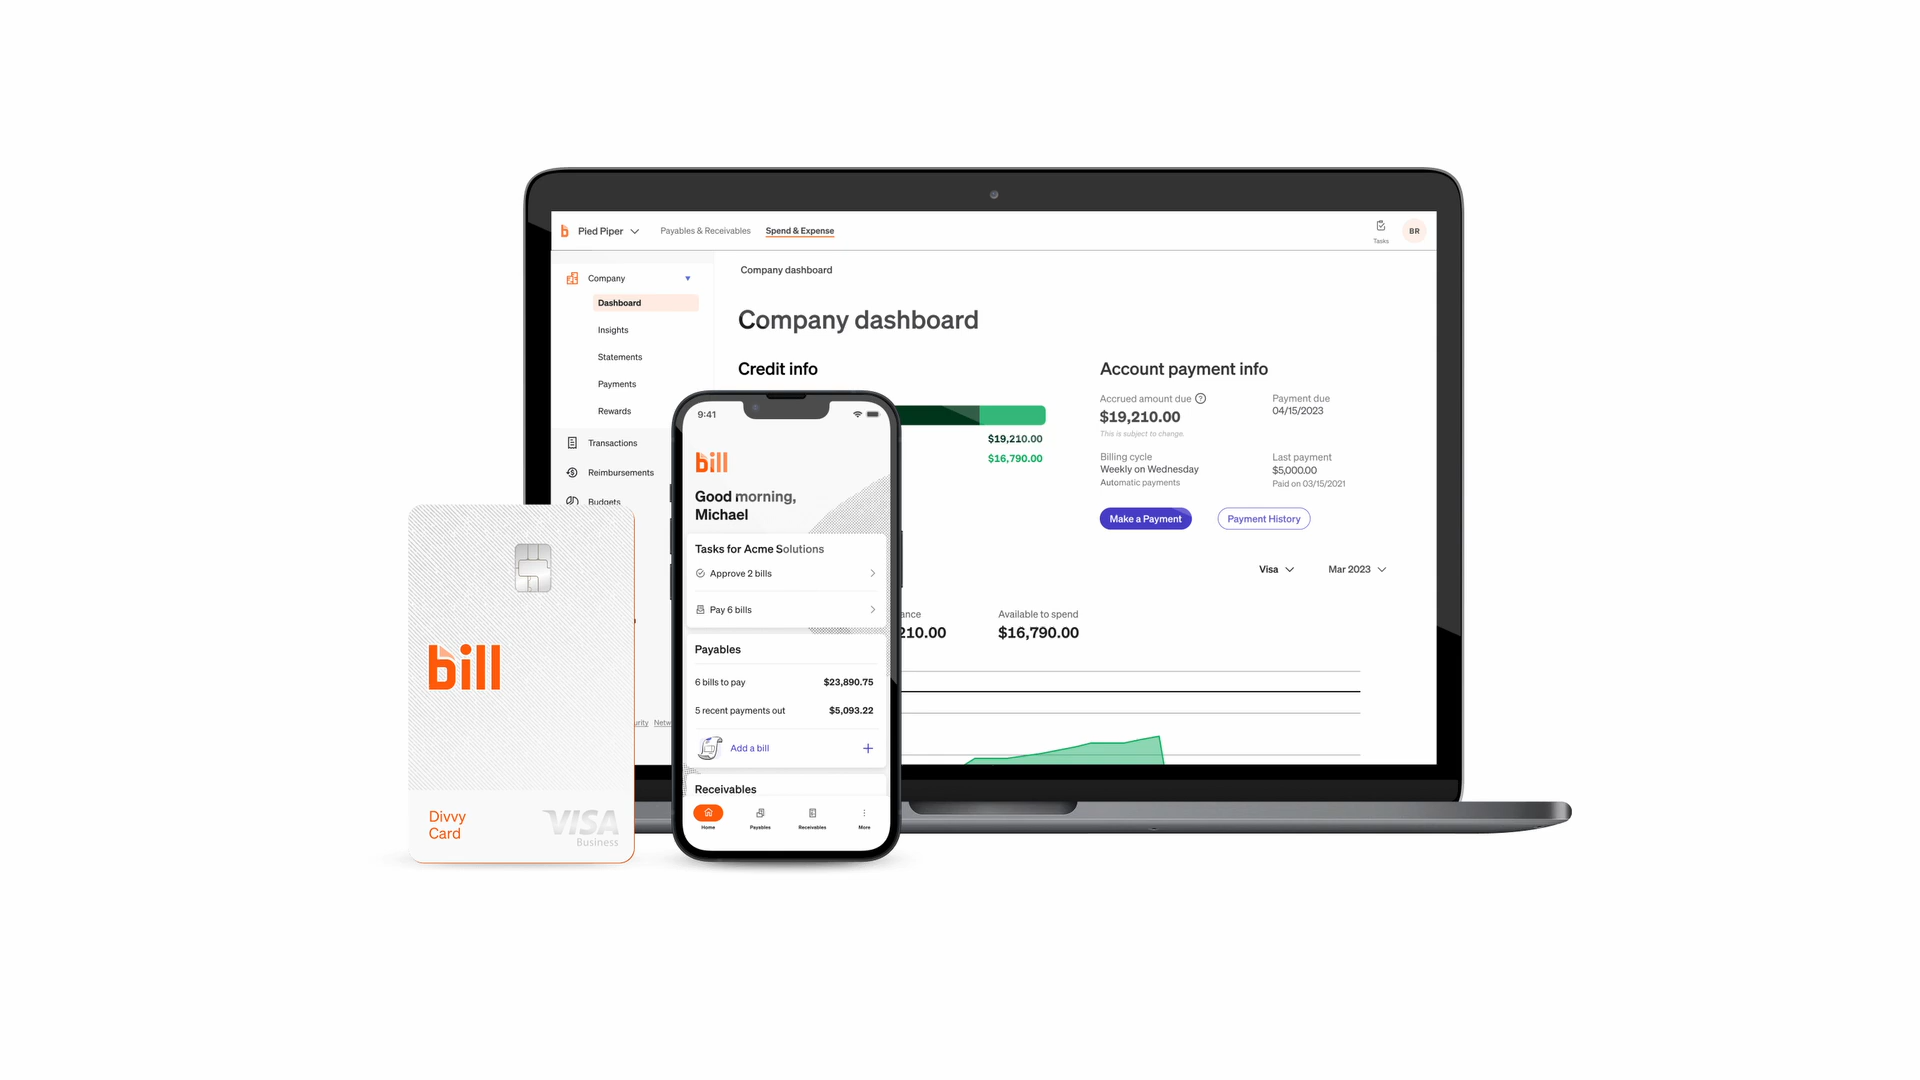 Pied Piper
Payables & Receivables
Spend & Expense
Tasks
BR
Company
Dashboard
Insights
Statements
Payments
Rewards
Transactions
Reimbursements
Budgets
Company dashboard
Company dashboard
Credit info
$19,210.00
$16,790.00
Account payment info
Accrued amount due ?
$19,210.00
This is subject to change.
Payment due
04/15/2023
Billing cycle
Weekly on Wednesday
Automatic payments
Last payment
$5,000.00
Paid on 03/15/2021
Make a Payment
Payment History
Visa
Mar 2023
Available to spend
210.00
$16,790.00
9:41
bill
Good morning,
Michael
Tasks for Acme Solutions
Approve 2 bills
Pay 6 bills
Payables
6 bills to pay $23,890.75
5 recent payments out $5,093.22
Add a bill +
Receivables
Home
Payables
Receivables
More
bill
Divvy
Card
VISA
Business